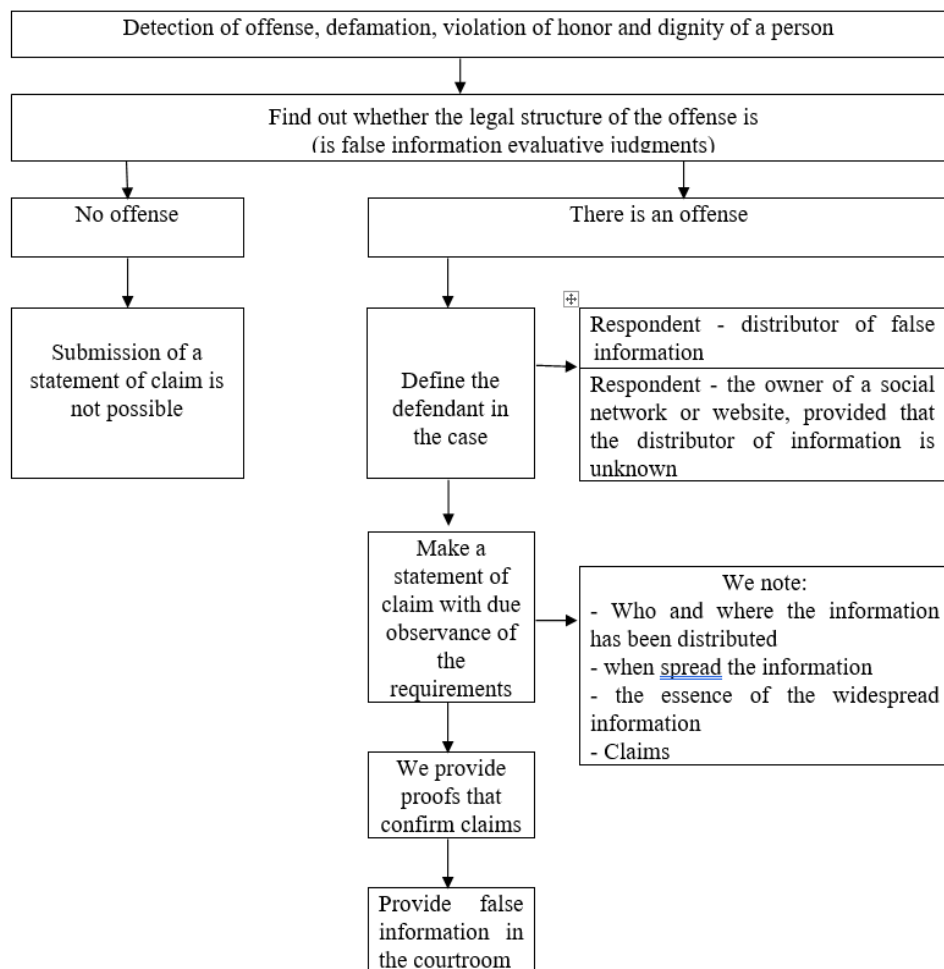 Detection of offense, defamation, violation of honor and dignity of a person
Find out whether the legal structure of the offense is
(is false information evaluative judgments)
No offense
There is an offense
Submission of a
statement of claim is
not possible
Define the
defendant in
the case
Respondent - distributor of false
information
Respondent - the owner of a social
network or website, provided that
the distributor of information is
unknown
Make a
statement of
claim with due
observance of
the
requirements
We note:
- Who and where the information
has been distributed
- when spread the information
- the essence of the widespread
information
- Claims
We provide
proofs that
confirm claims
Provide false
information in
the courtroom